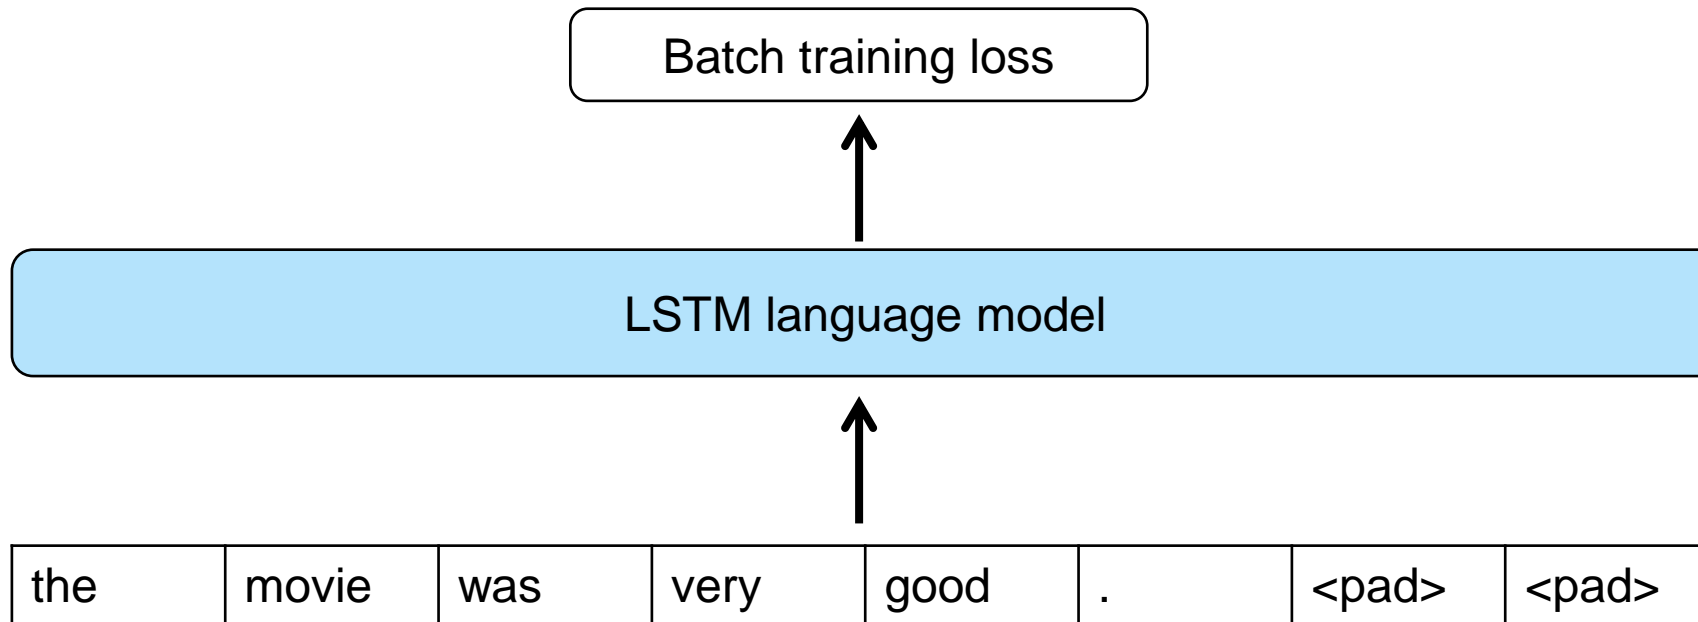 Batch training loss
LSTM language model
the movie was very good . <pad> <pad>